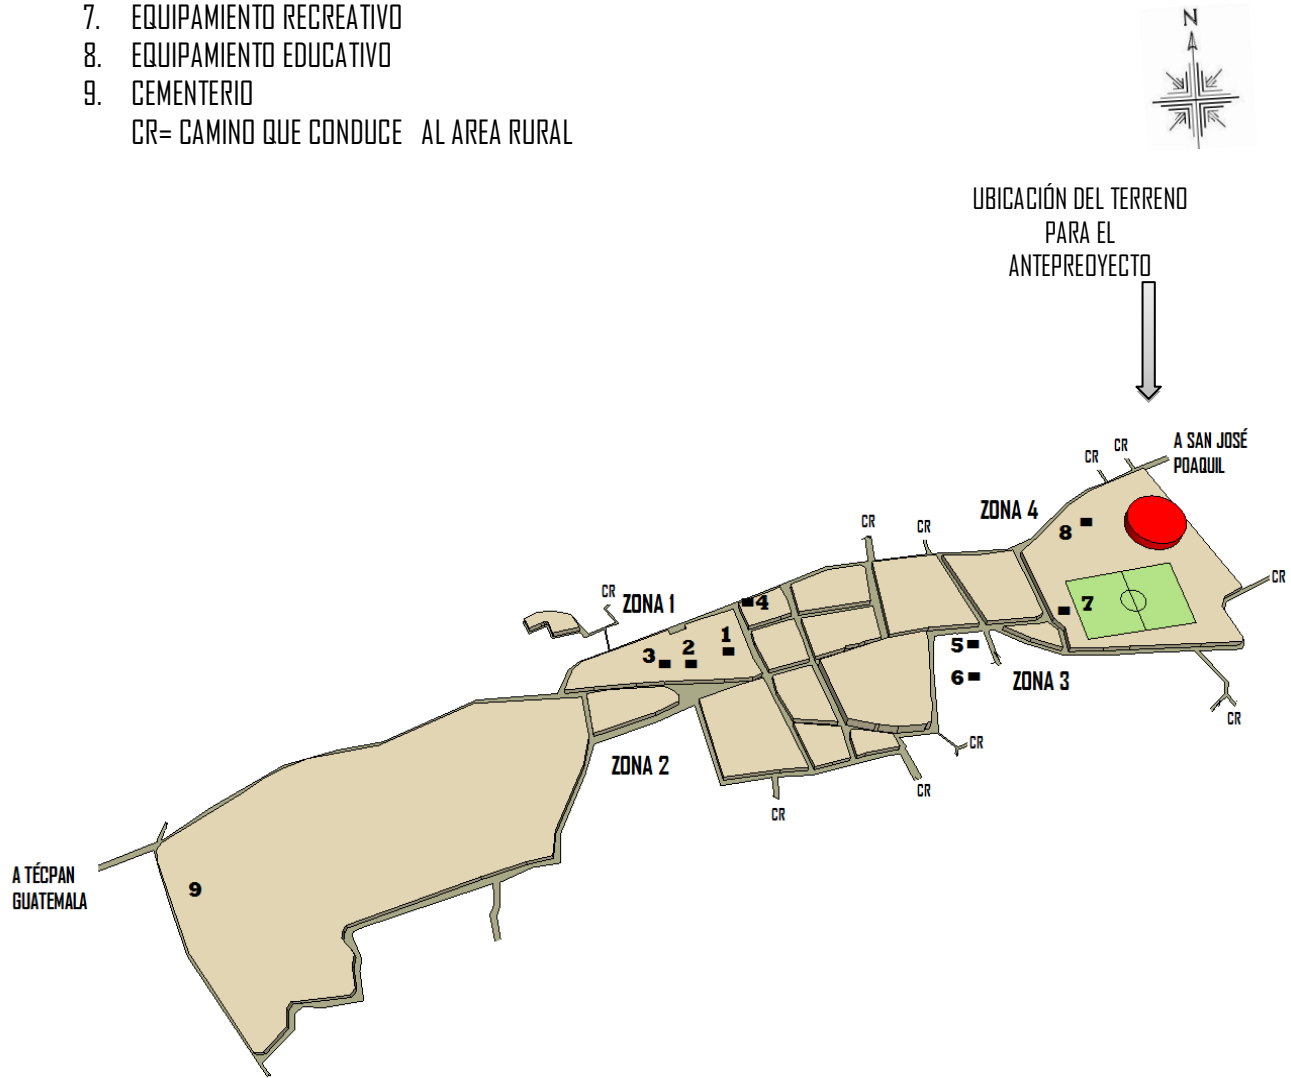 7. EQUIPAMIENTO RECREATIVO
8. EQUIPAMIENTO EDUCATIVO
9. CEMENTERIO
CR= CAMINO QUE CONDUCE AL AREA RURAL
N
UBICACIÓN DEL TERRENO
PARA EL
ANTEPREOYECTO
A SAN JOSÉ
POAQUIL
CR
CR
ZONA 4
8
CR
CR
CR
7
CR
ZONA 1
4
1
2
3
5
6
ZONA 3
CR
CR
ZONA 2
CR
CR
A TÉCPAN
GUATEMALA
9